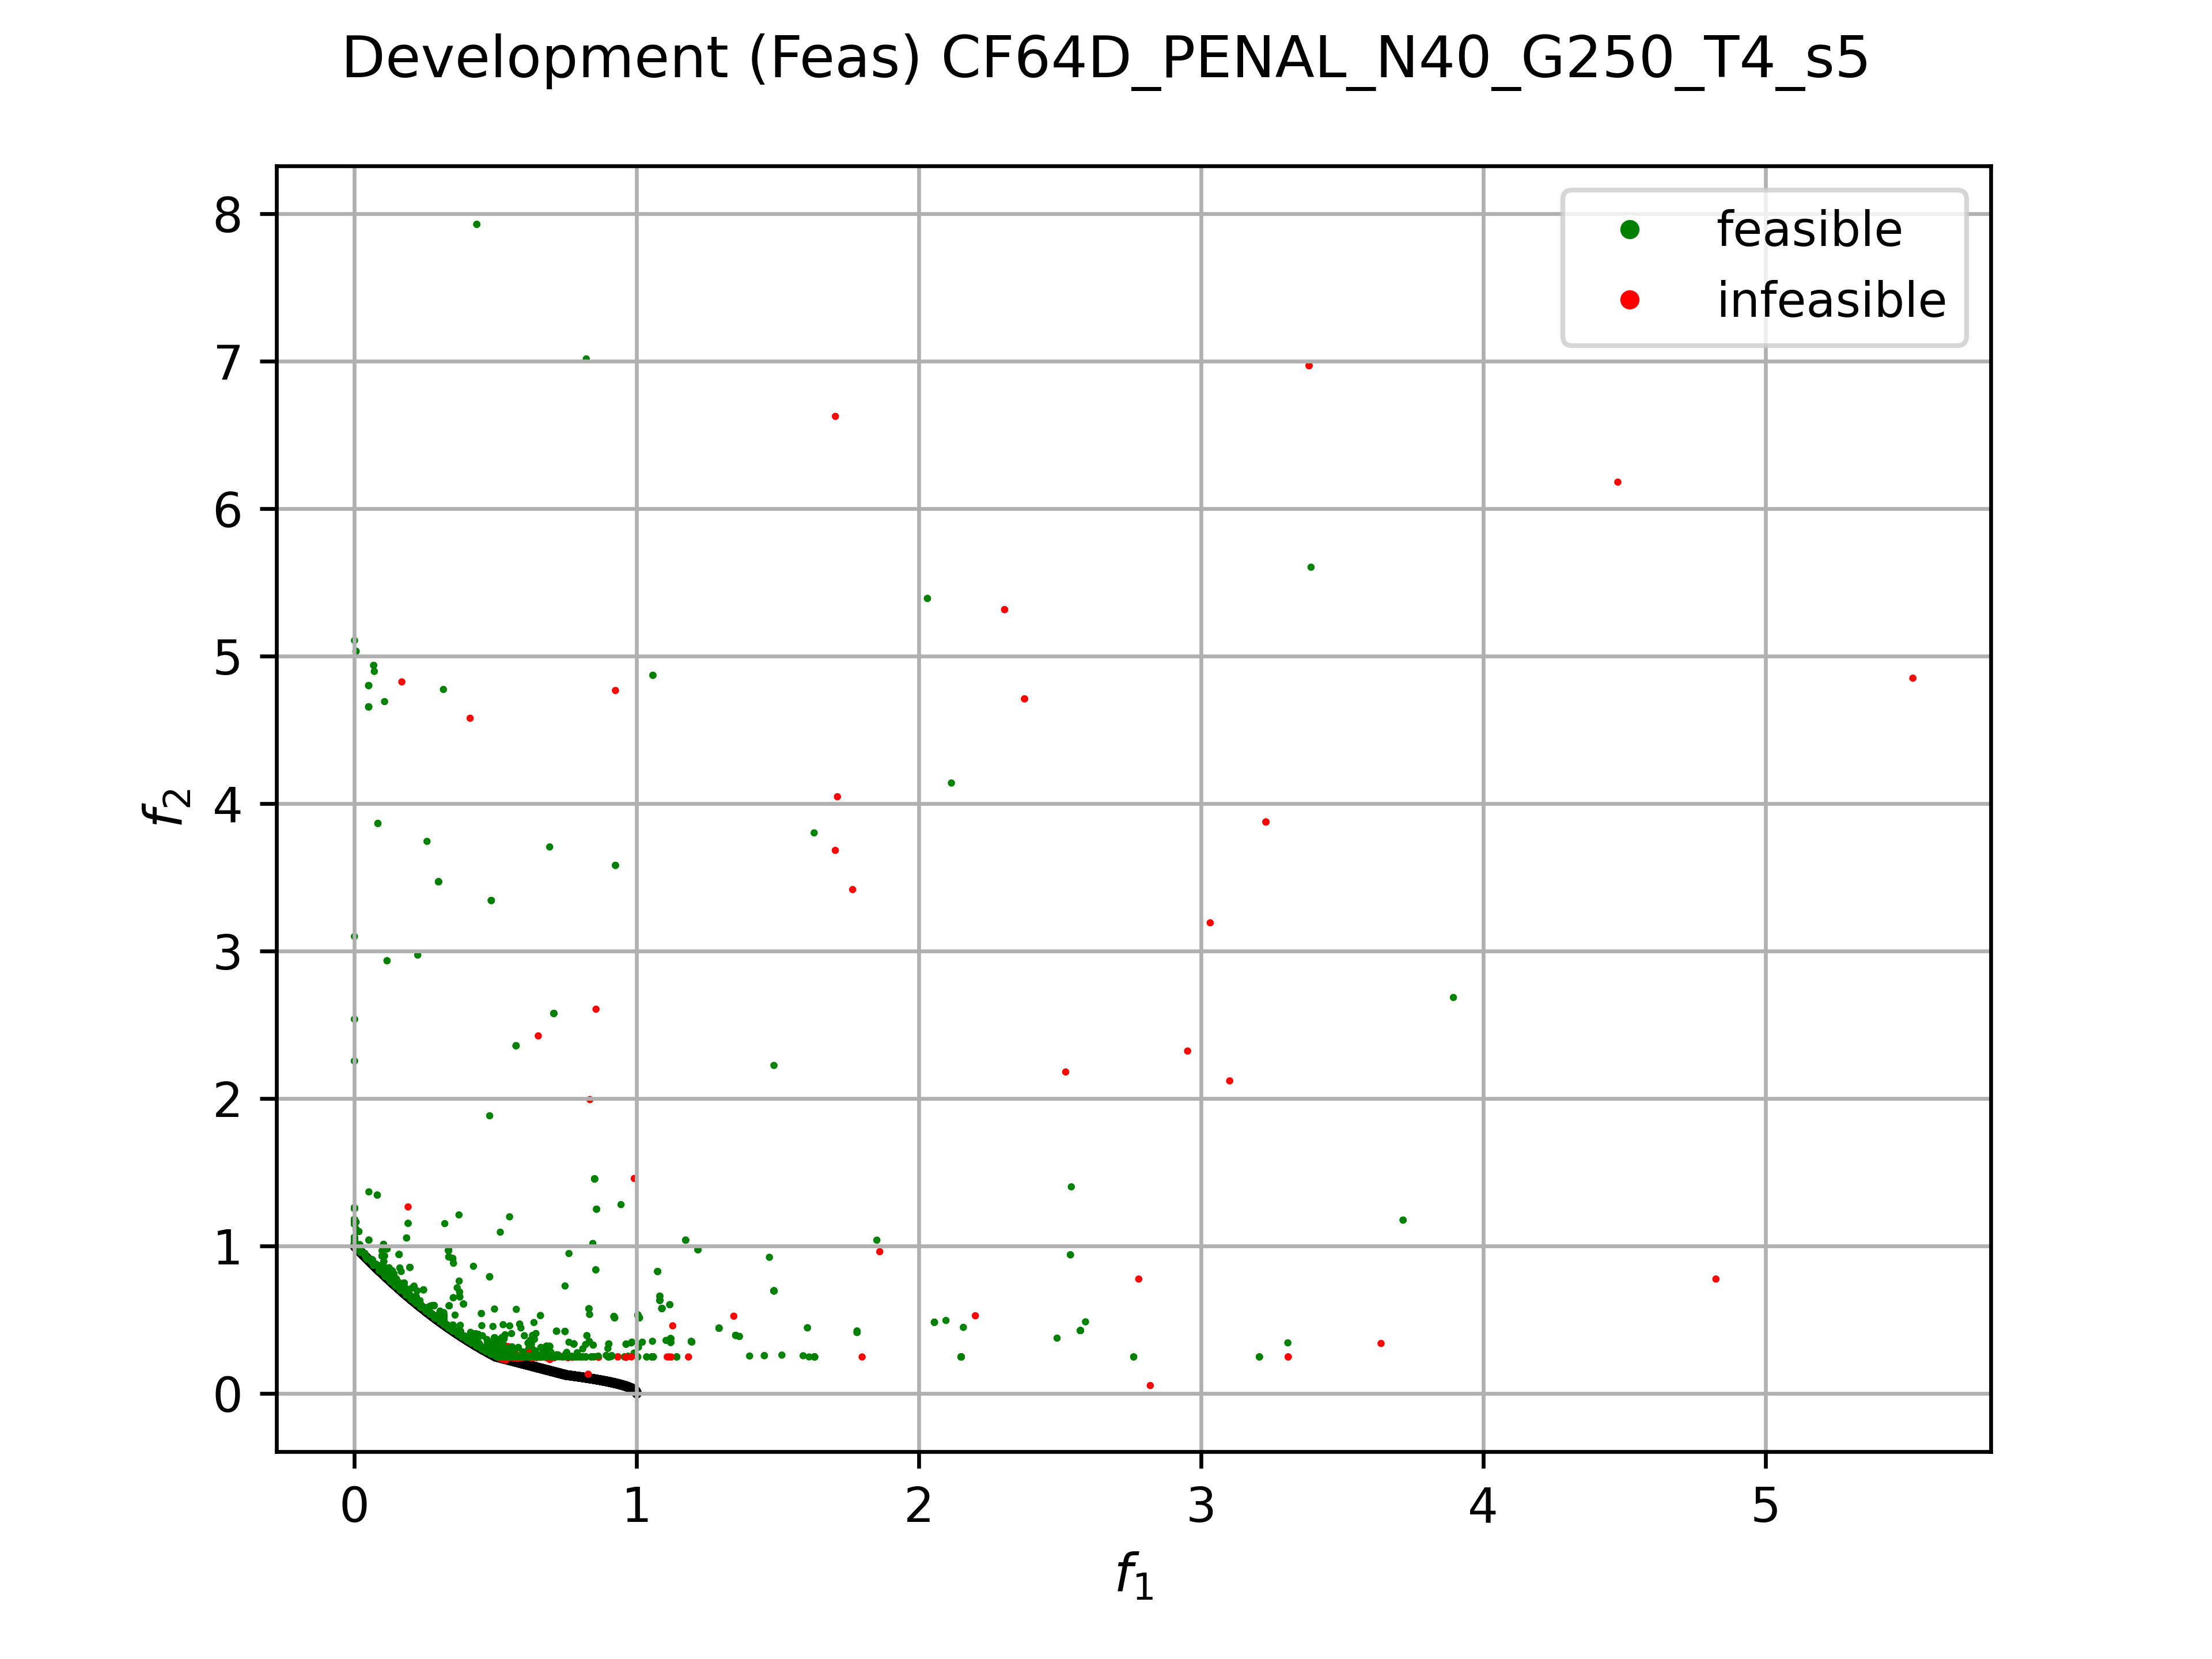 Development (Feas) CF64D_PENAL_N40_G250_T4_s5
feasible
infeasible
8
7
6
5
4
3
2
1
0
f2
0 1 2 3 4 5
f1